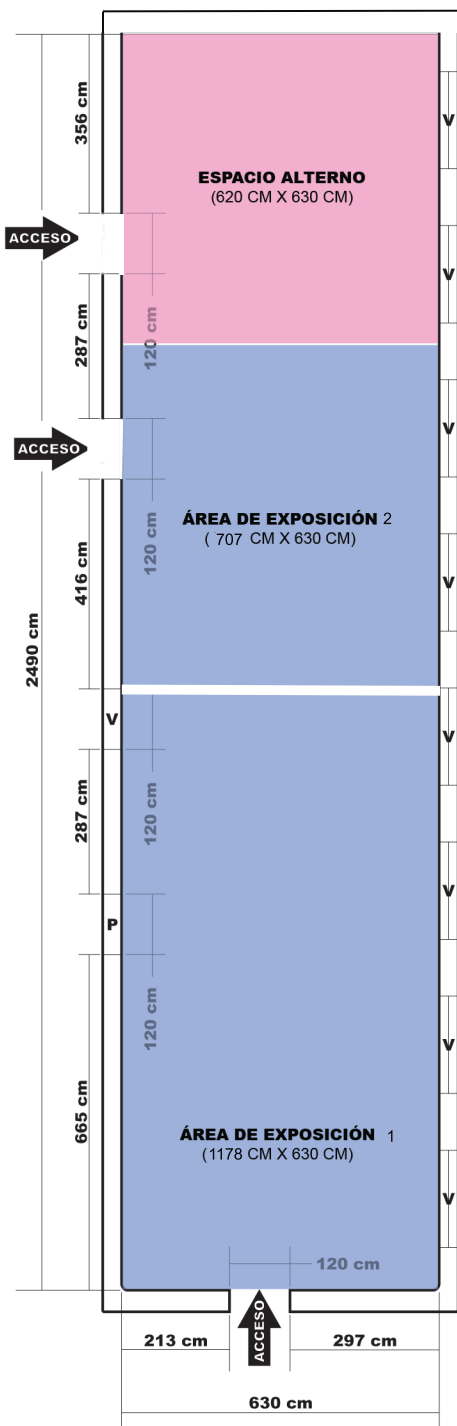 356 cm
V
ESPACIO ALTERNO
(620 CM X 630 CM)
ACCESO
V
287 cm
120 cm
V
ACCESO
ÁREA DE EXPOSICIÓN 2
( 707 CM X 630 CM)
416 cm
120 cm
V
2490 cm
V
V
287 cm
120 cm
V
P
120 cm
V
665 cm
ÁREA DE EXPOSICIÓN 1
(1178 CM X 630 CM)
V
120 cm
ACCESO
213 cm
297 cm
630 cm